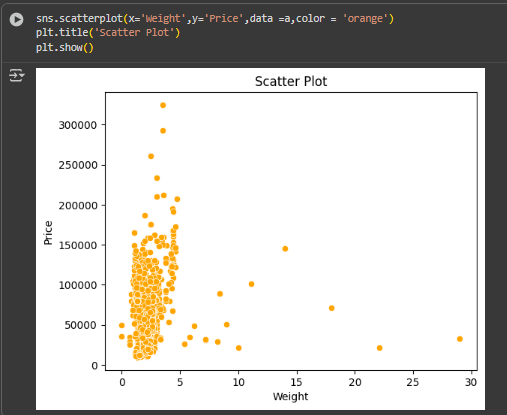 sns.scatterplot(x='Weight',y='Price',data =a,color = 'orange')
plt.title('Scatter Plot')
plt.show()
Scatter Plot
300000
250000
200000
150000
100000
50000
0
Price
0 5 10 15 20 25 30
Weight